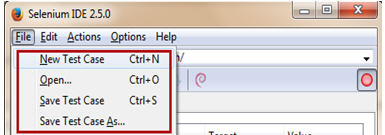 Selenium IDE 2.5.0
File Edit Actions Options Help
New Test Case Ctrl+N
Open... Ctrl+O
Save Test Case Ctrl+S
Save Test Case As...
/
Target Value